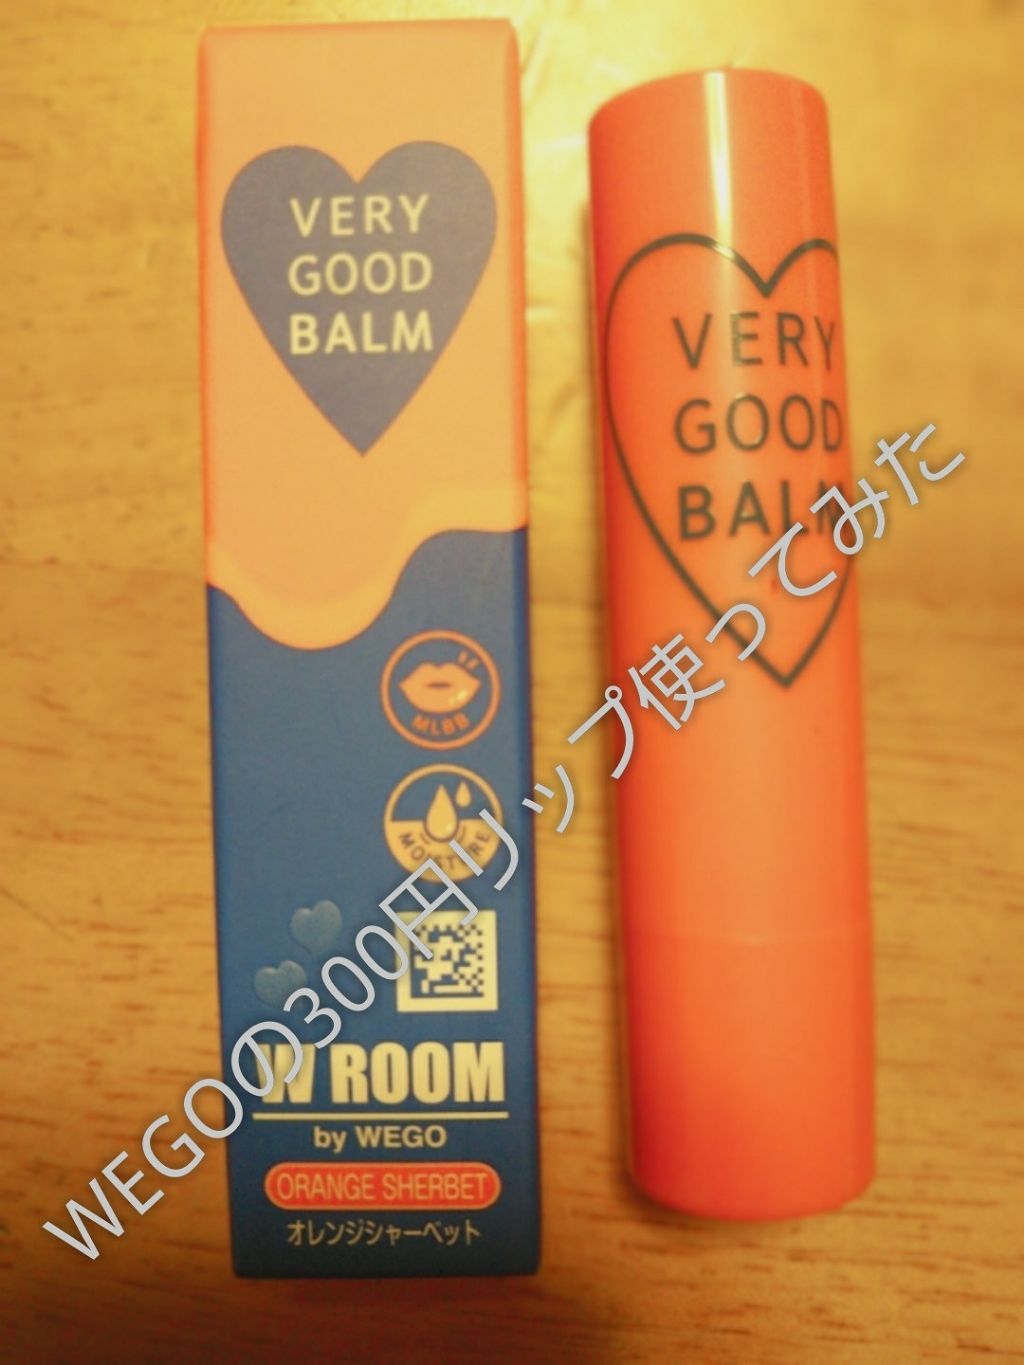 VERY
GOOD
BALM
MLBB
MOISTURE
W ROOM
by WEGO
ORANGE SHERBET
オレンジシャーベット
VERY
GOOD
BALM
WEGOの300円リップ使ってみた